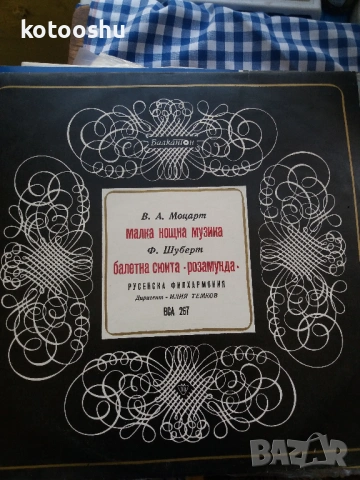 kotooshu
Балкантон
В. А. Моцарт
МАЛКА НОЩНА МУЗИКА
Ф. Шуберт
БАЛЕТНА СЮИТА „РОЗАМУНДА"
РУСЕНСКА ФИЛХАРМОНИЯ
Диригент - ИЛИЯ ТЕМКОВ
ВСА 257
BAZAR